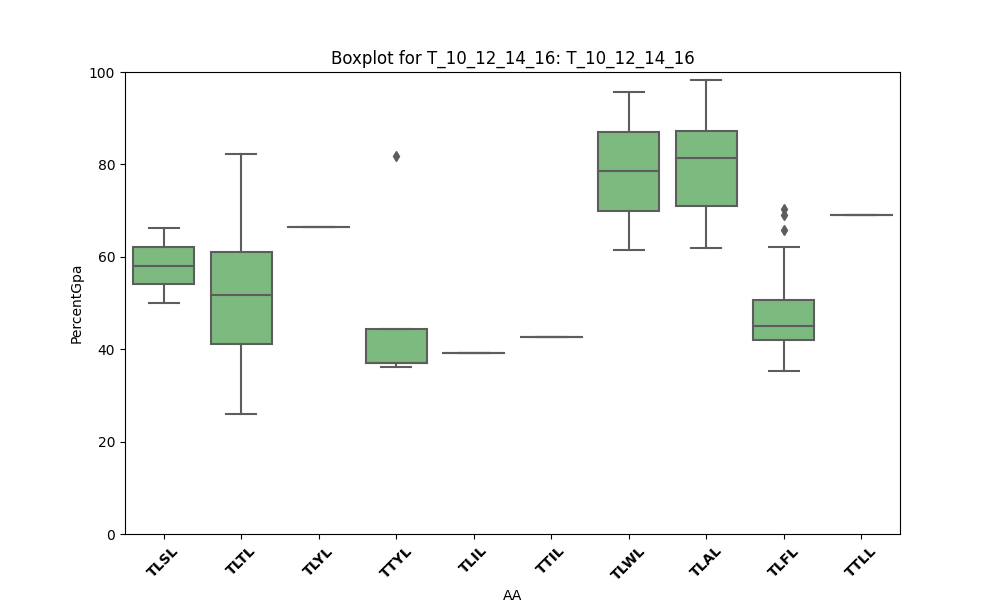 Boxplot for T_10_12_14_16: T_10_12_14_16
PercentGpa
100
80
60
40
20
0
TLSL
TLTL
TLYL
TTYL
TLIL
TTIL
TLWL
TLAL
TLFL
TTLL
AA